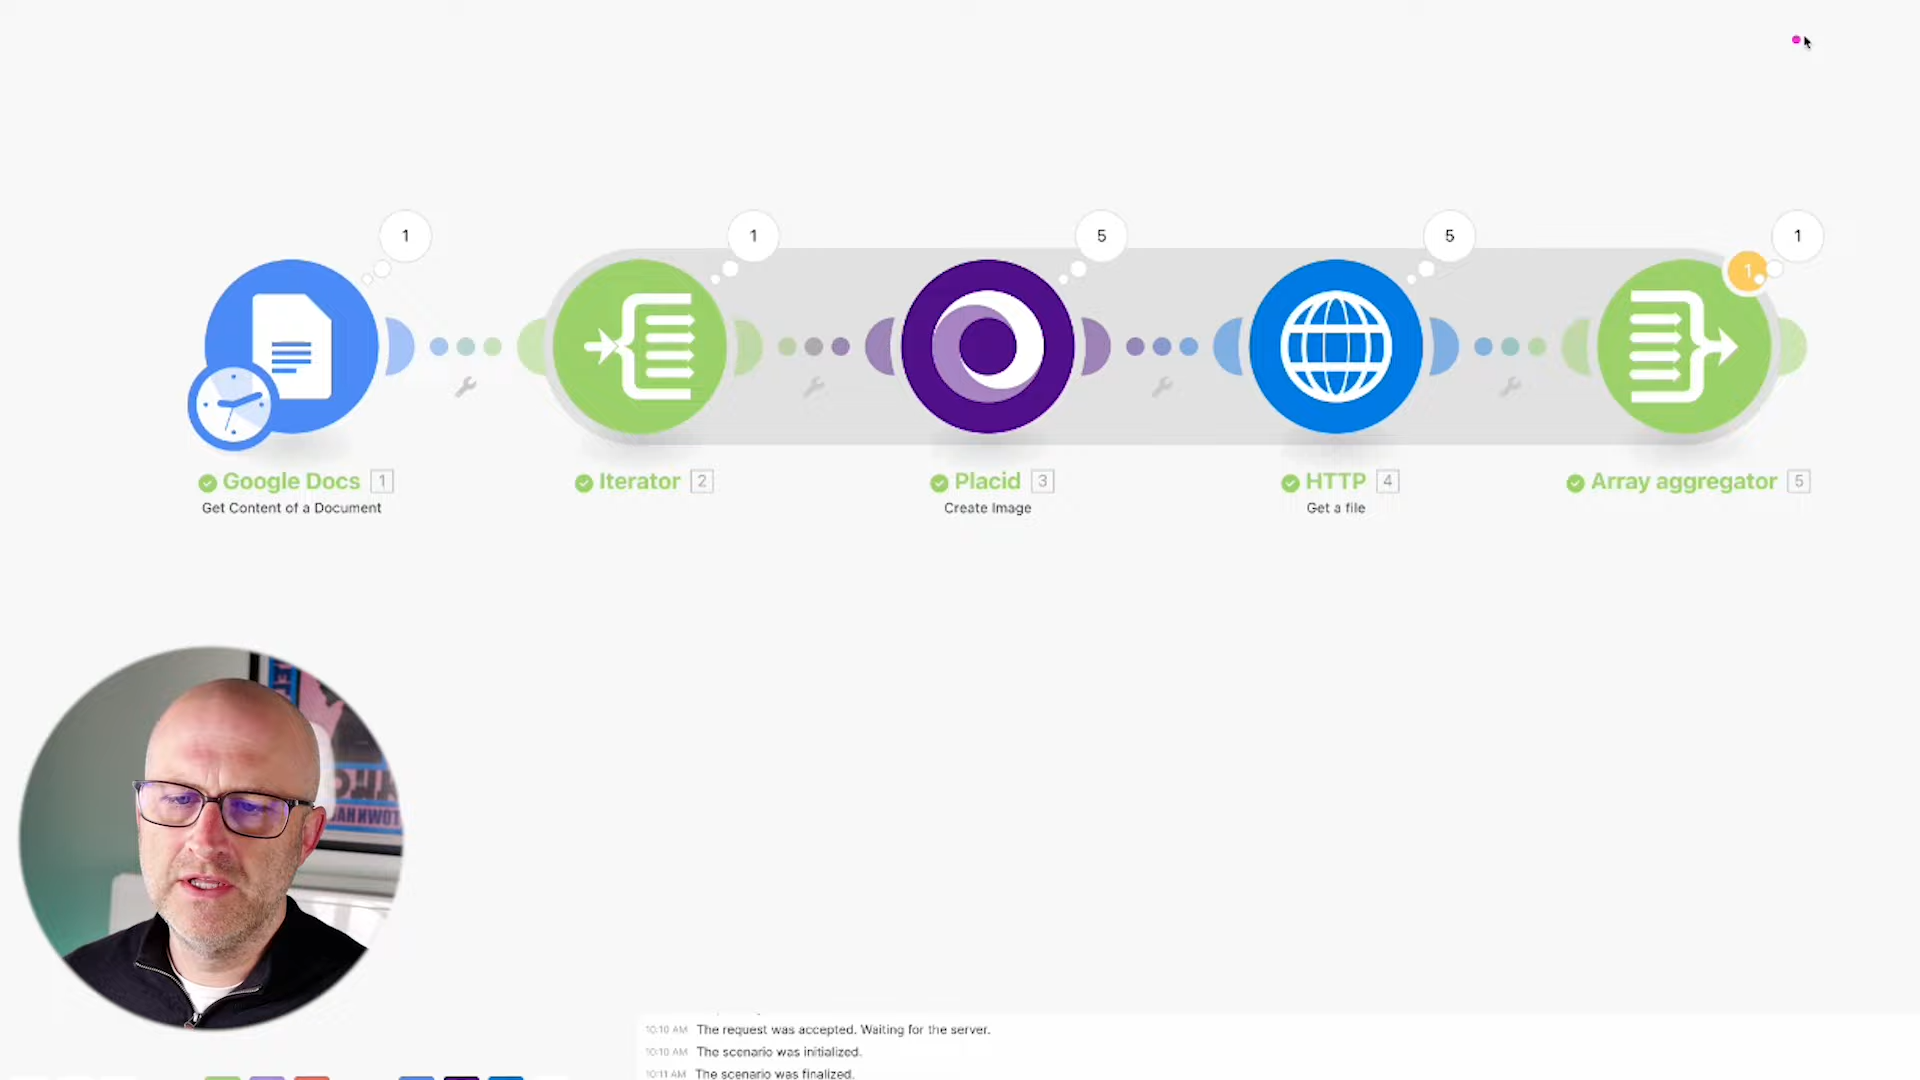 1
1
5
5
1
1
Google Docs 1
Get Content of a Document
Iterator 2
Placid 3
Create Image
HTTP 4
Get a file
Array aggregator 5
TOWN HAL
10:10 AM The request was accepted. Waiting for the server.
10:10 AM The scenario was initialized.
10:11 AM The scenario was finalized.